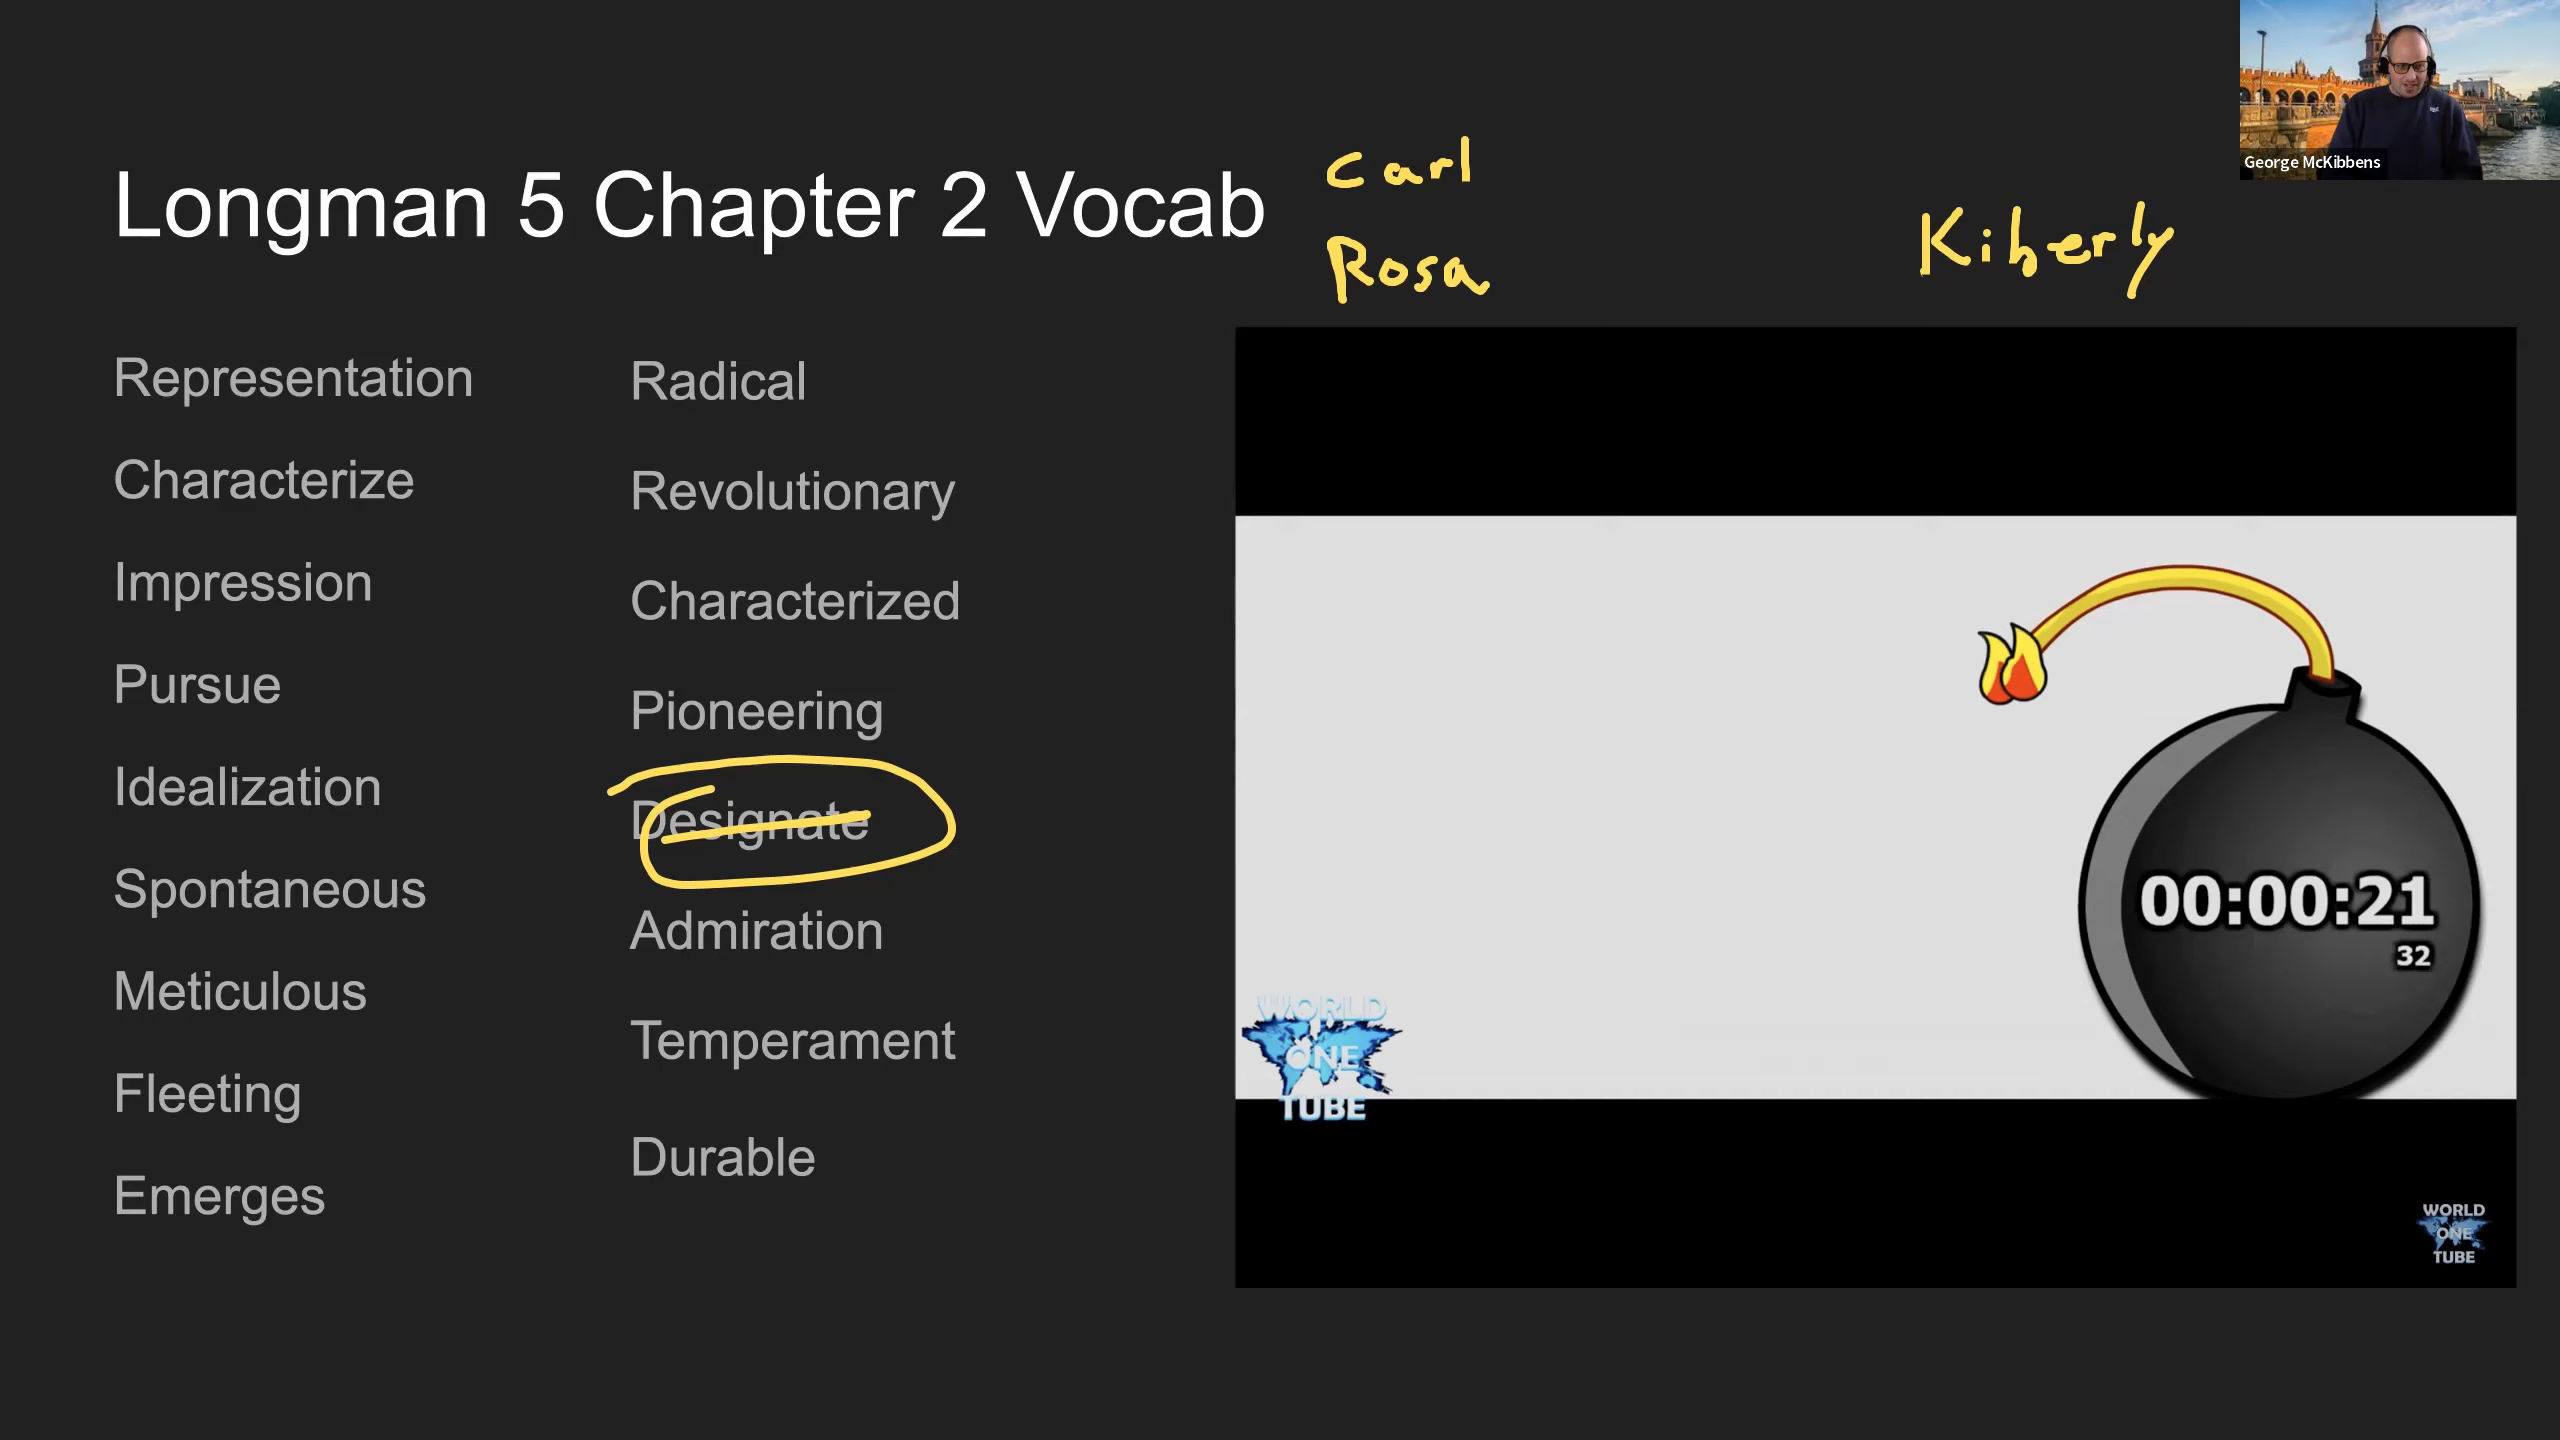 George McKibbens
Longman 5 Chapter 2 Vocab
Carl
Rosa
Kiberly
Representation
Characterize
Impression
Pursue
Idealization
Spontaneous
Meticulous
Fleeting
Emerges
Radical
Revolutionary
Characterized
Pioneering
Designate
Admiration
Temperament
Durable
00:00:21
32
WORLD
ONE
TUBE
WORLD
ONE
TUBE